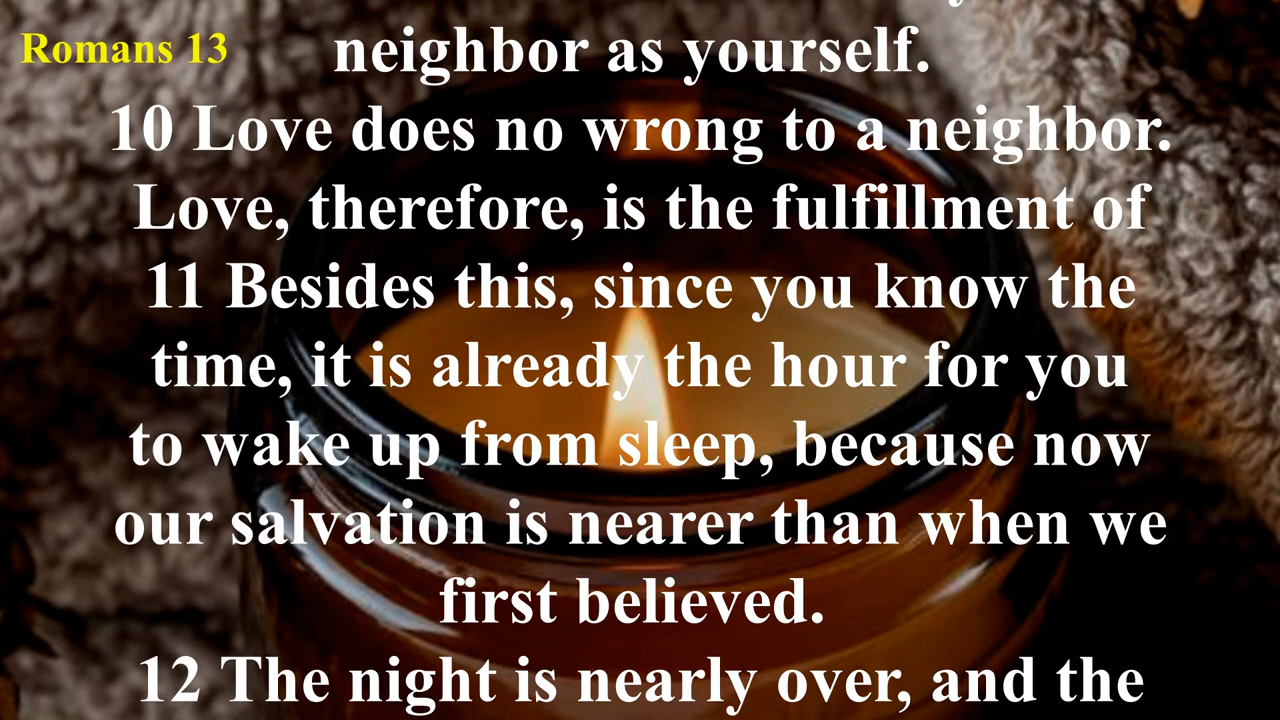 Romans 13
neighbor as yourself.
10 Love does no wrong to a neighbor.
Love, therefore, is the fulfillment of
11 Besides this, since you know the
time, it is already the hour for you
to wake up from sleep, because now
our salvation is nearer than when we
first believed.
12 The night is nearly over, and the